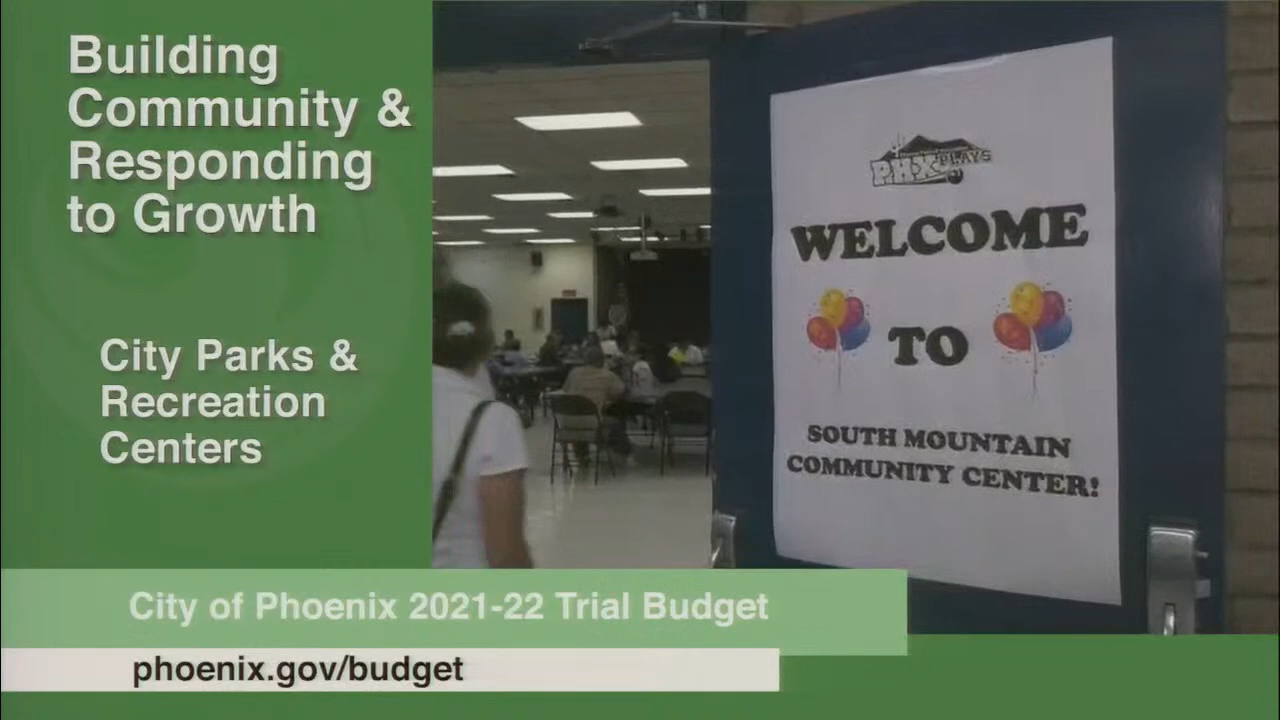 Building
Community &
Responding
to Growth
City Parks &
Recreation
Centers
PHX PLAYS
WELCOME
TO
SOUTH MOUNTAIN
COMMUNITY CENTER!
City of Phoenix 2021-22 Trial Budget
phoenix.gov/budget